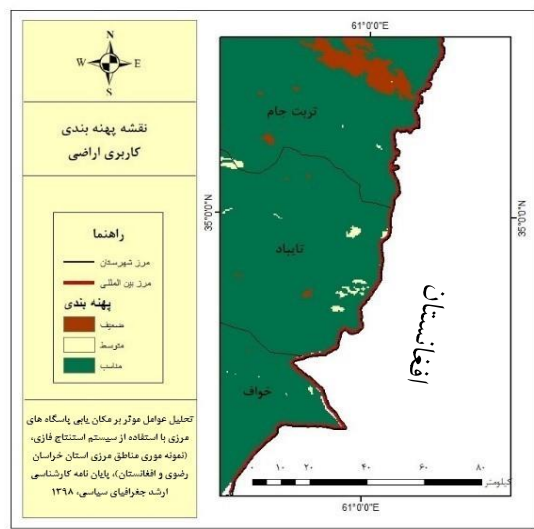 N
W E
S
نقشه پهنه بندی
کاربری اراضی
راهنما
مرز شهرستان
مرز بین المللی
پهنه بندی
ضعیف
متوسط
مناسب
تحلیل عوامل موثر بر مکان یابی پاسگاه های
مرزی با استفاده از سیستم استنتاج فازی،
(نمونه موری مناطق مرزی استان خراسان
رضوی و افغانستان)، پایان نامه کارشناسی
ارشد جغرافیای سیاسی، ۱۳۹۸
61°0'0"E
35°0'0"N
35°0'0"N
تربت جام
تایباد
خواف
افغانستان
۰ ۱۰ ۲۰ ۴۰ ۶۰ ۸۰
کیلومتر
61°0'0"E